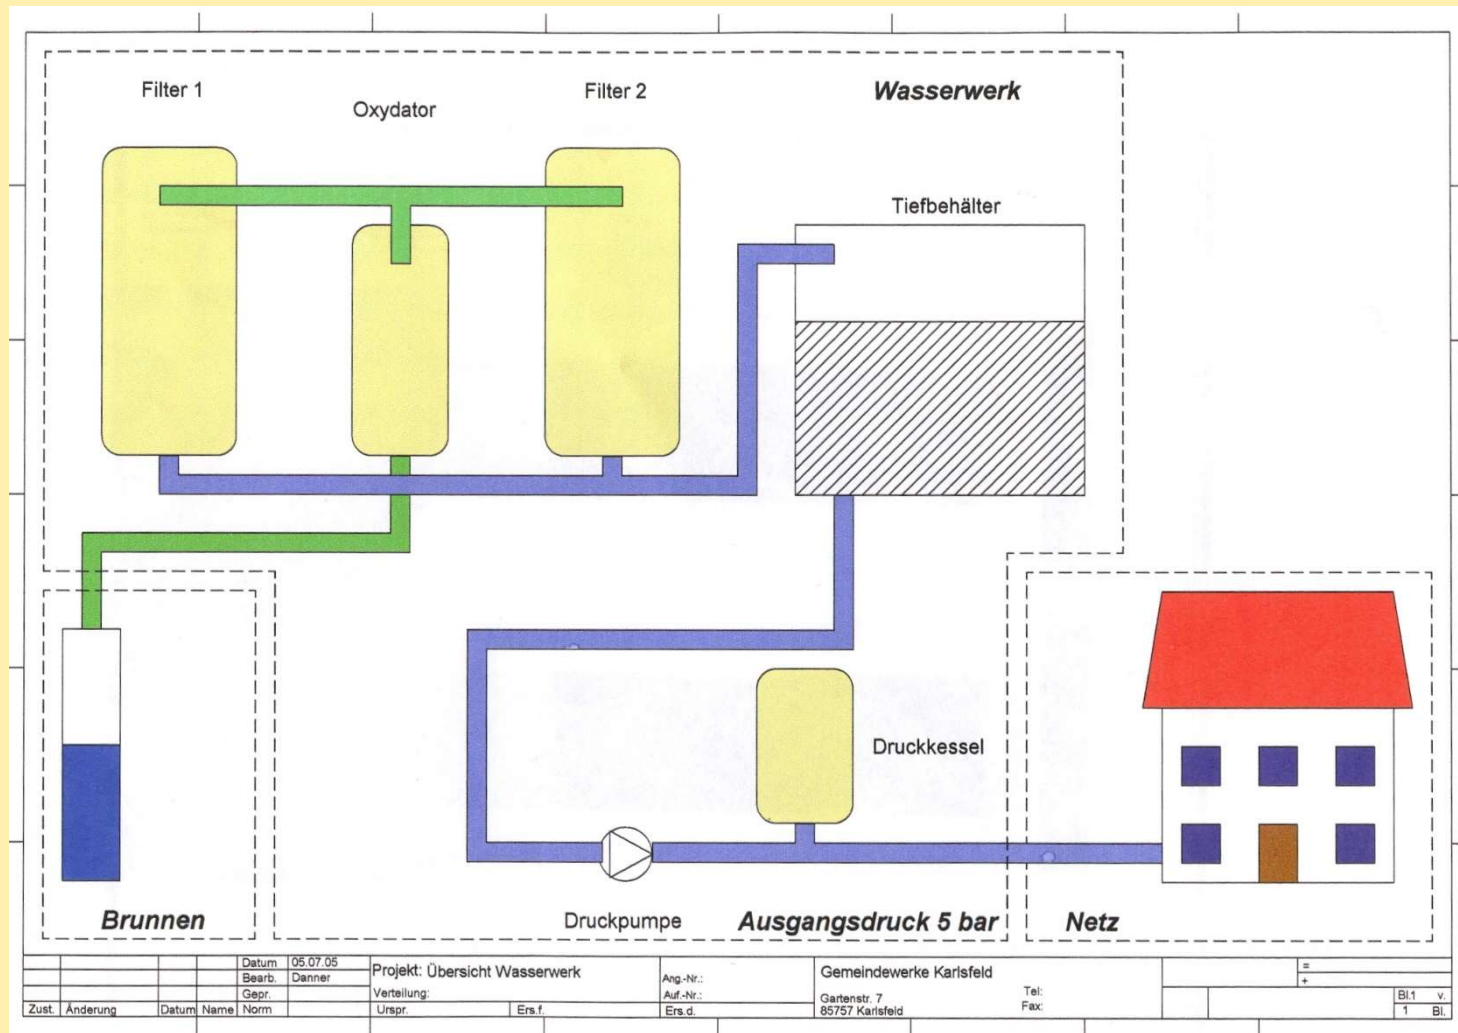 Filter 1
Oxydator
Filter 2
Wasserwerk
Tiefbehälter
Druckkessel
Brunnen
Druckpumpe
Ausgangsdruck 5 bar
Netz
Datum 05.07.05
Bearb. Danner
Gepr.
Zust. Änderung Datum Name Norm
Projekt: Übersicht Wasserwerk
Verteilung:
Urspr. Ers.f. Ers.d.
Ang.-Nr.:
Auf.-Nr.:
Gemeindewerke Karlsfeld
Gartenstr. 7
85757 Karlsfeld
Tel:
Fax:
=
+
Bl.1 v.
1 Bl.